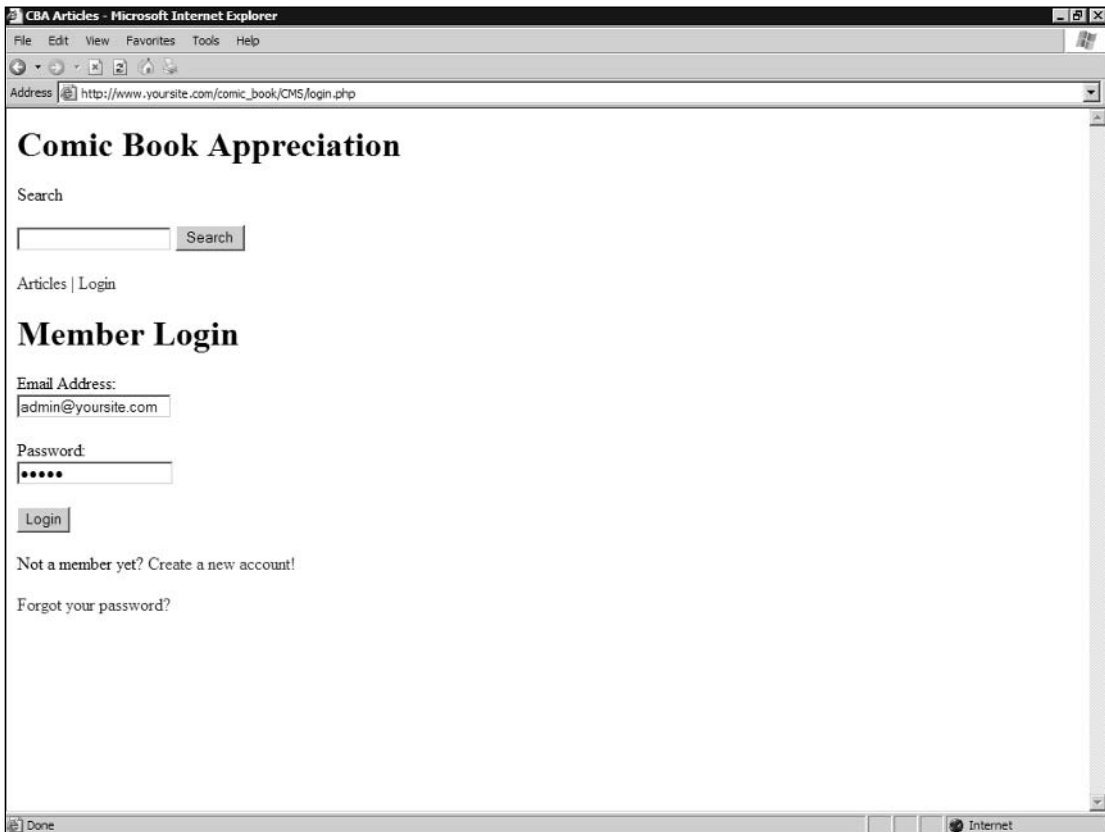 CBA Articles - Microsoft Internet Explorer
File Edit View Favorites Tools Help
Address http://www.yoursite.com/comic_book/CMS/login.php
Comic Book Appreciation
Search
Search
Articles | Login
Member Login
Email Address:
admin@yoursite.com
Password:
•••••
Login
Not a member yet? Create a new account!
Forgot your password?
Done Internet